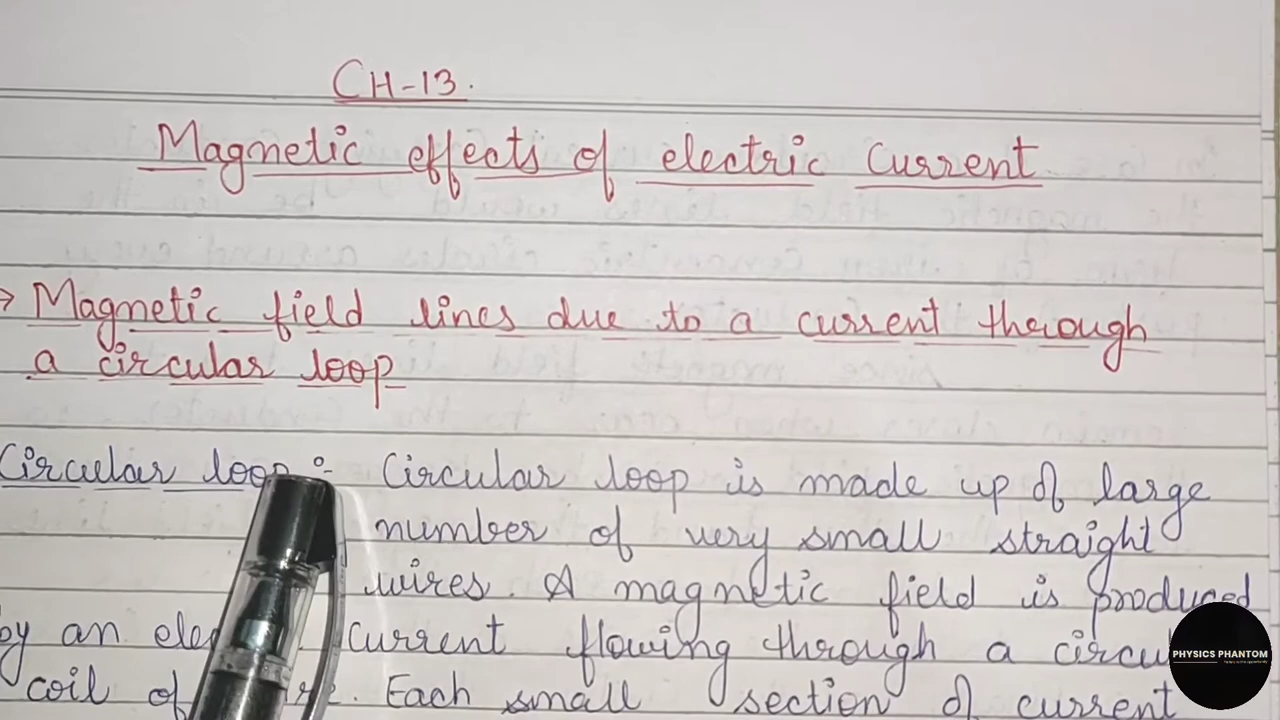 CH-13.
Magnetic effects of electric Current
→ Magnetic field lines due to a current through
a circular loop
Circular loop :- Circular loop is made up of large
number of very small straight
wires. A magnetic field is produced
by an current flowing through a
coil of Each small section of current
PHYSICS PHANTOM